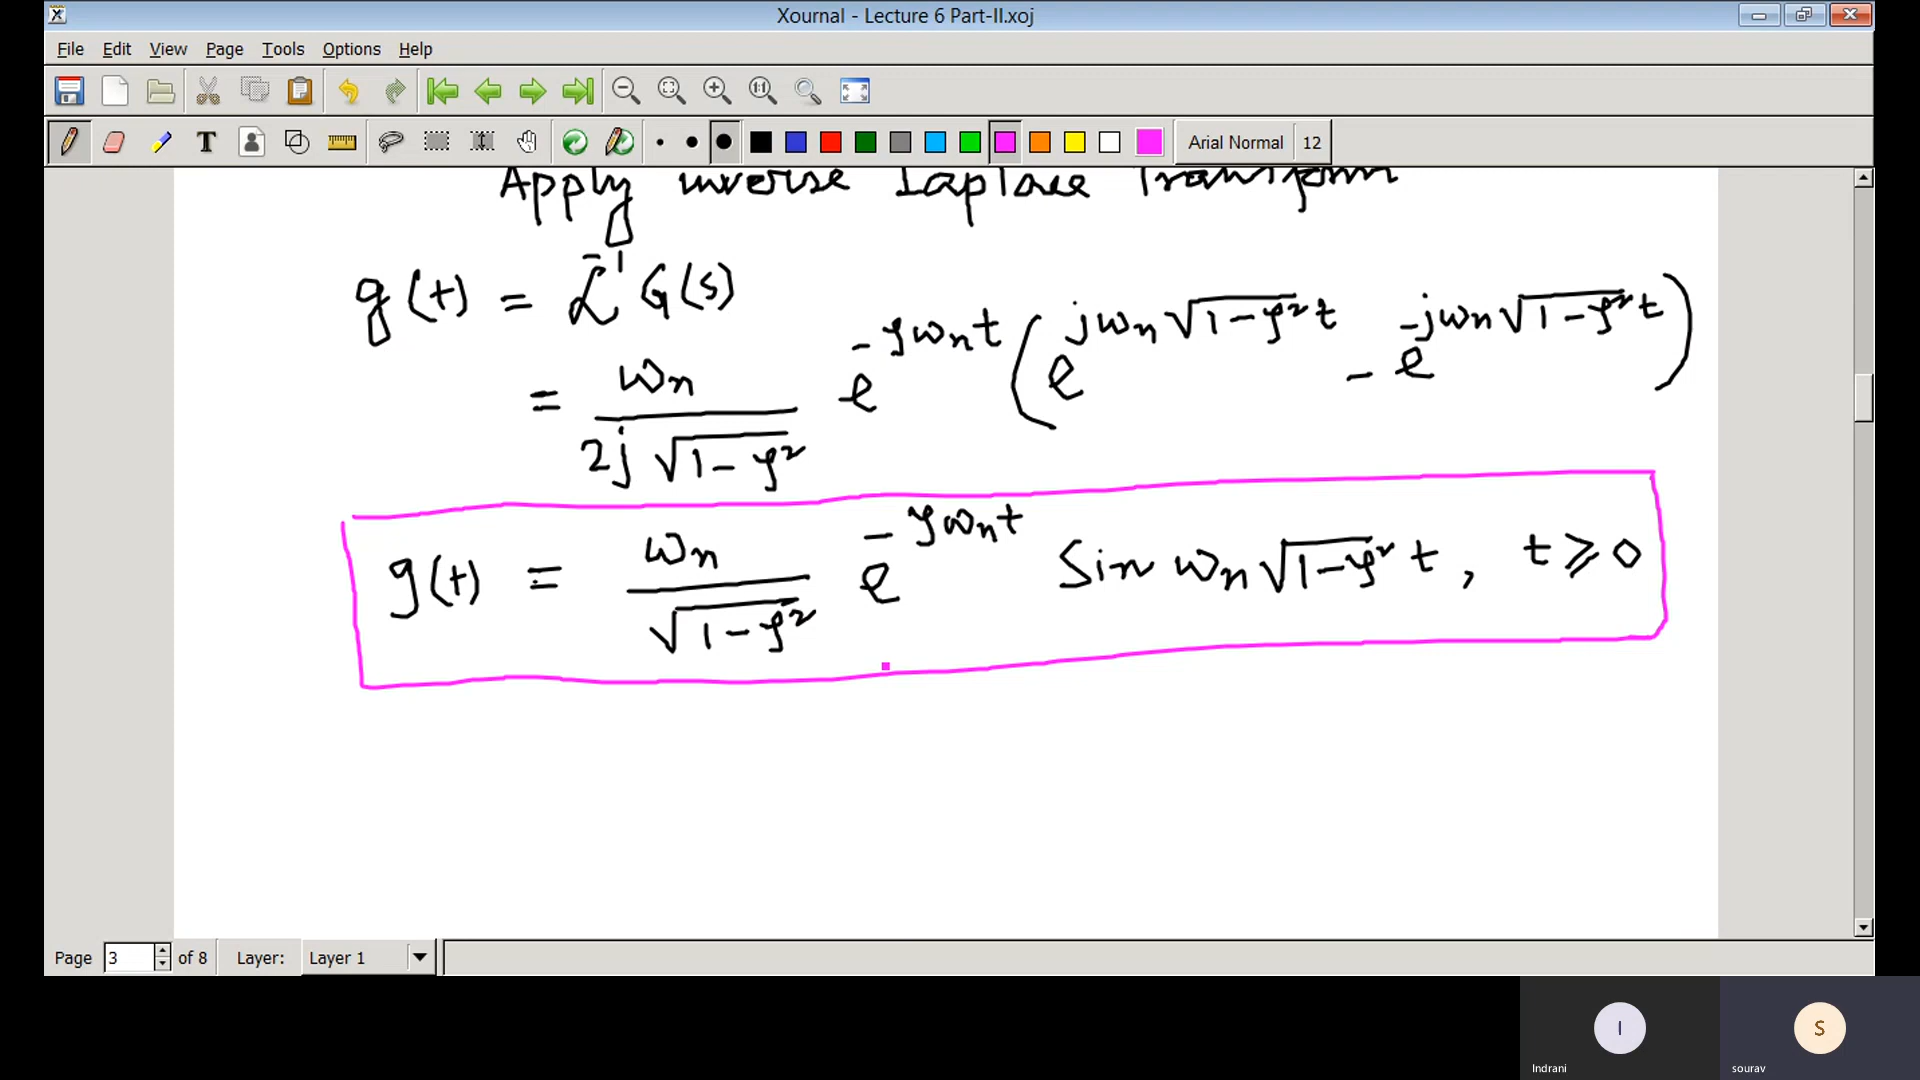 Xournal - Lecture 6 Part-II.xoj
File Edit View Page Tools Options Help
Arial Normal 12
Apply inverse Laplace Transform
g(t) = ℒ⁻¹ G(s)
= ωn / (2j √(1-ζ²)) e^(-ζωnt) (e^(jωn√(1-ζ²)t) - e^(-jωn√(1-ζ²)t))
g(t) = ωn / √(1-ζ²) e^(-ζωnt) Sin ωn√(1-ζ²) t, t ⩾ 0
Page 3 of 8 Layer: Layer 1
I S
Indrani sourav